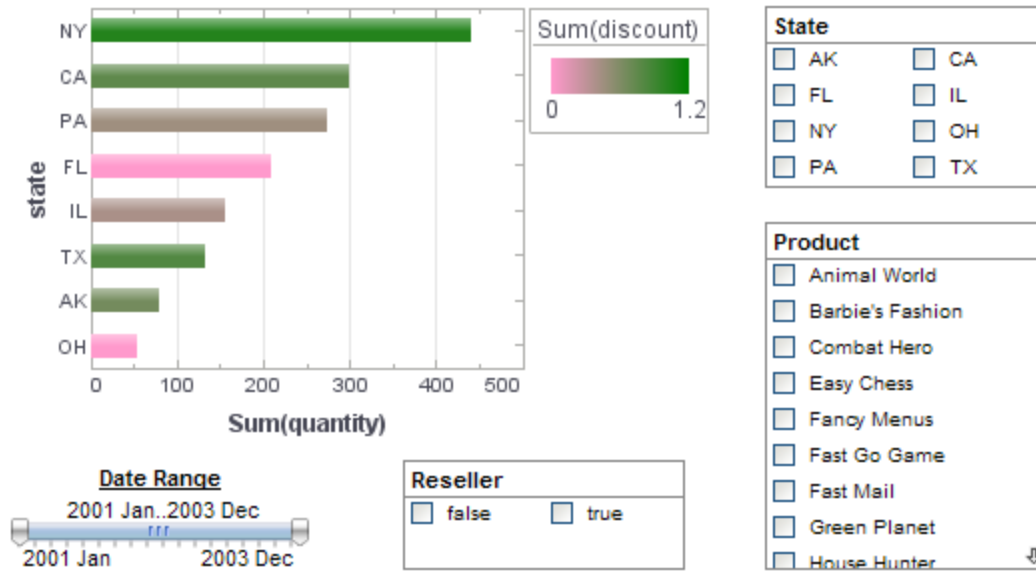 NY
CA
PA
FL
IL
TX
AK
OH
state
0 100 200 300 400 500
Sum(quantity)
Sum(discount)
0 1.2
State
AK CA
FL IL
NY OH
PA TX
Product
Animal World
Barbie's Fashion
Combat Hero
Easy Chess
Fancy Menus
Fast Go Game
Fast Mail
Green Planet
House Hunter
Date Range
2001 Jan..2003 Dec
2001 Jan 2003 Dec
Reseller
false true